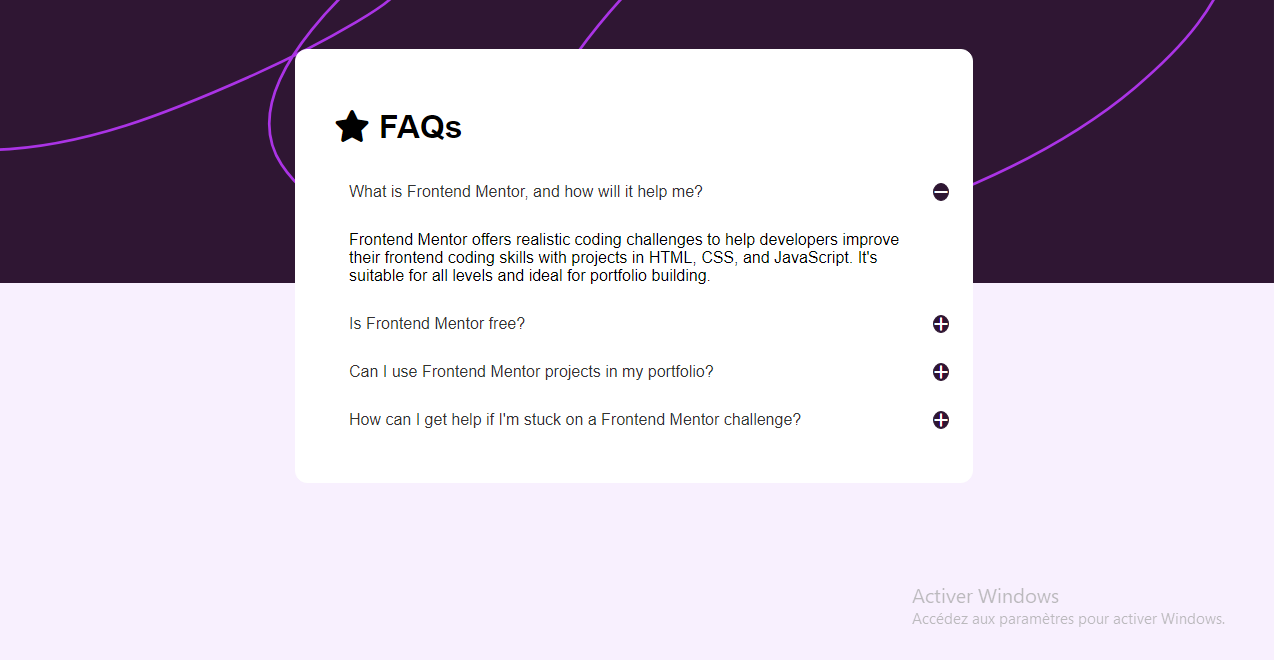 FAQs
What is Frontend Mentor, and how will it help me?
Frontend Mentor offers realistic coding challenges to help developers improve
their frontend coding skills with projects in HTML, CSS, and JavaScript. It's
suitable for all levels and ideal for portfolio building.
Is Frontend Mentor free?
Can I use Frontend Mentor projects in my portfolio?
How can I get help if I'm stuck on a Frontend Mentor challenge?
Activer Windows
Accédez aux paramètres pour activer Windows.